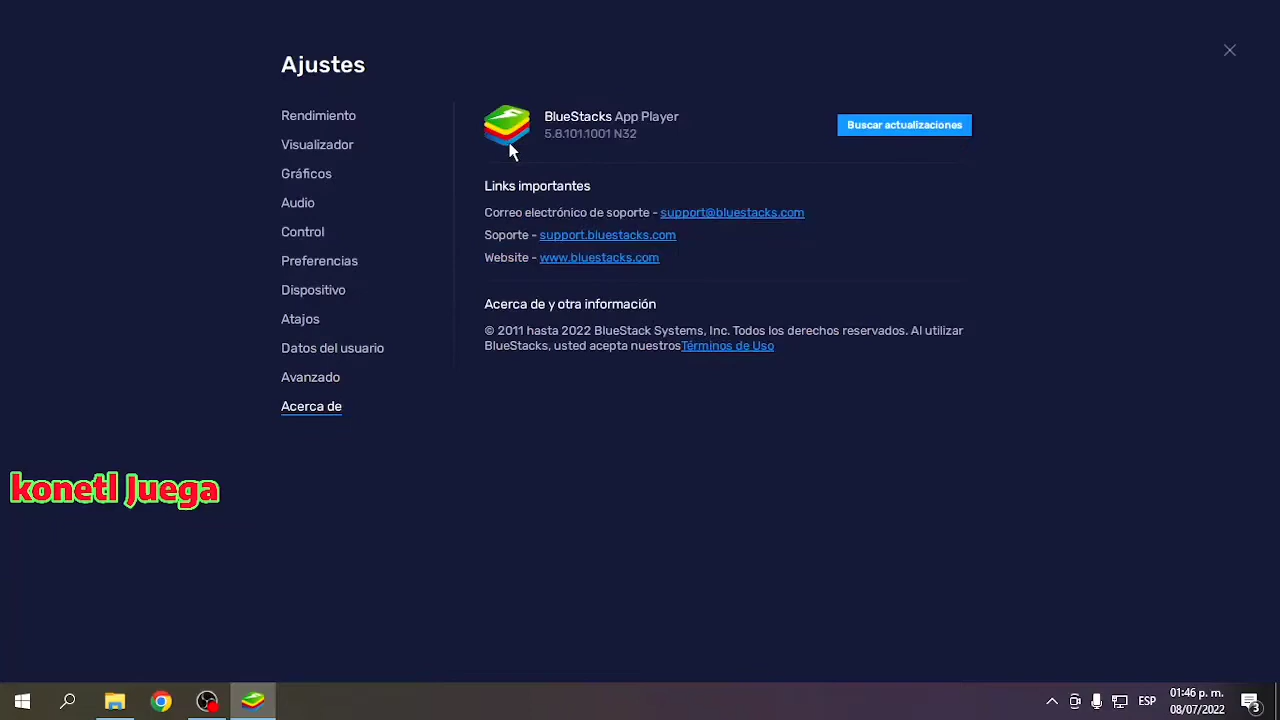 Ajustes
Rendimiento
Visualizador
Gráficos
Audio
Control
Preferencias
Dispositivo
Atajos
Datos del usuario
Avanzado
Acerca de
BlueStacks App Player
5.8.101.1001 N32
Buscar actualizaciones
Links importantes
Correo electrónico de soporte - support@bluestacks.com
Soporte - support.bluestacks.com
Website - www.bluestacks.com
Acerca de y otra información
© 2011 hasta 2022 BlueStack Systems, Inc. Todos los derechos reservados. Al utilizar
BlueStacks, usted acepta nuestrosTérminos de Uso
konetl Juega
ESP
01:46 p. m.
08/07/2022
3